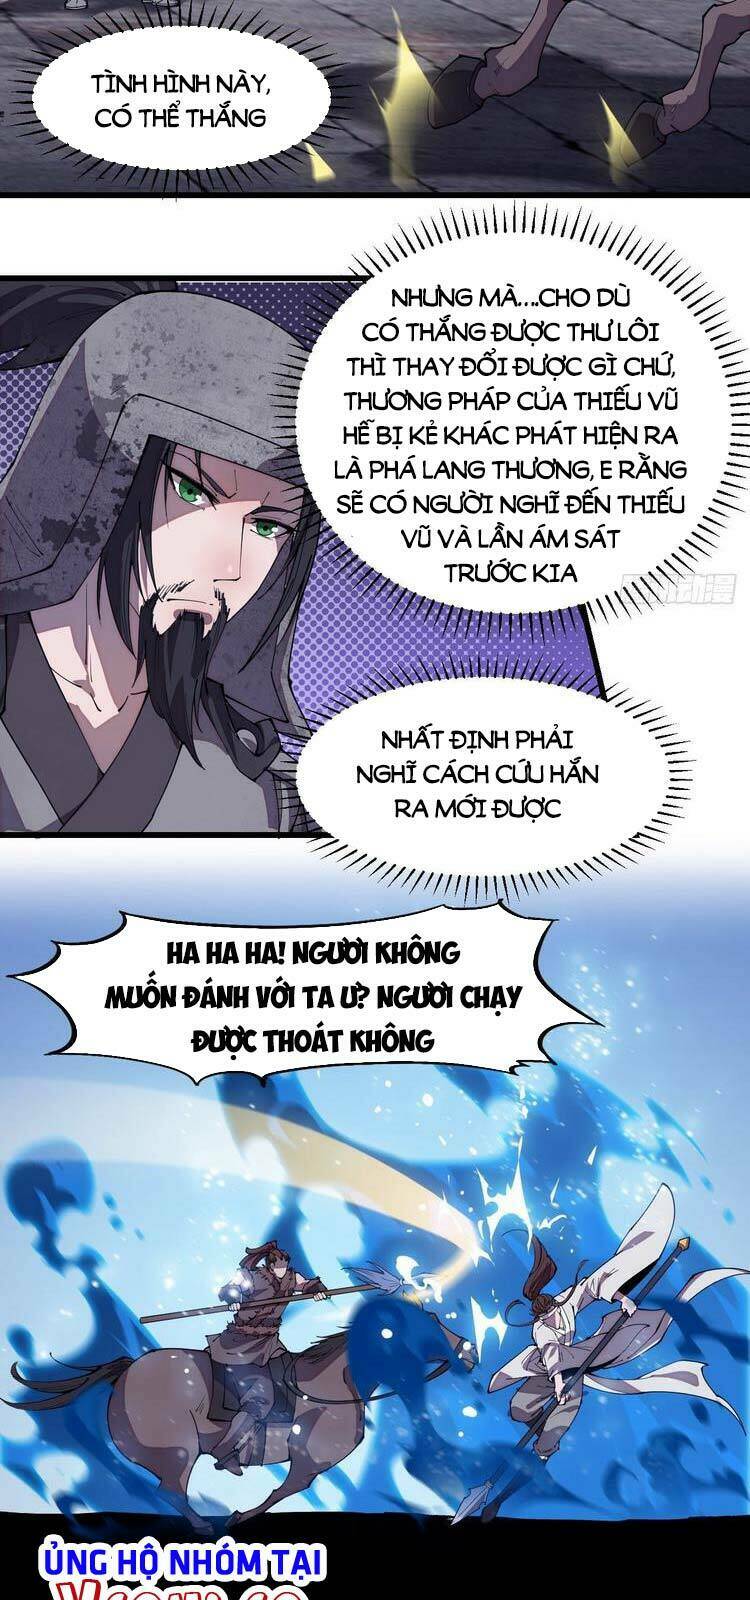 TÌNH HÌNH NÀY,
CÓ THỂ THẮNG
NHƯNG MÀ....CHO DÙ
CÓ THẮNG ĐƯỢC THƯ LÔI
THÌ THAY ĐỔI ĐƯỢC GÌ CHỨ,
THƯƠNG PHÁP CỦA THIẾU VŨ
HỄ BỊ KẺ KHÁC PHÁT HIỆN RA
LÀ PHÁ LANG THƯƠNG, E RẰNG
SẼ CÓ NGƯỜI NGHĨ ĐẾN THIẾU
VŨ VÀ LẦN ÁM SÁT
TRƯỚC KIA
NHẤT ĐỊNH PHẢI
NGHĨ CÁCH CỨU HẮN
RA MỚI ĐƯỢC
HA HA HA! NGƯƠI KHÔNG
MUỐN ĐÁNH VỚI TA Ư? NGƯƠI CHẠY
ĐƯỢC THOÁT KHÔNG
ỦNG HỘ NHÓM TẠI